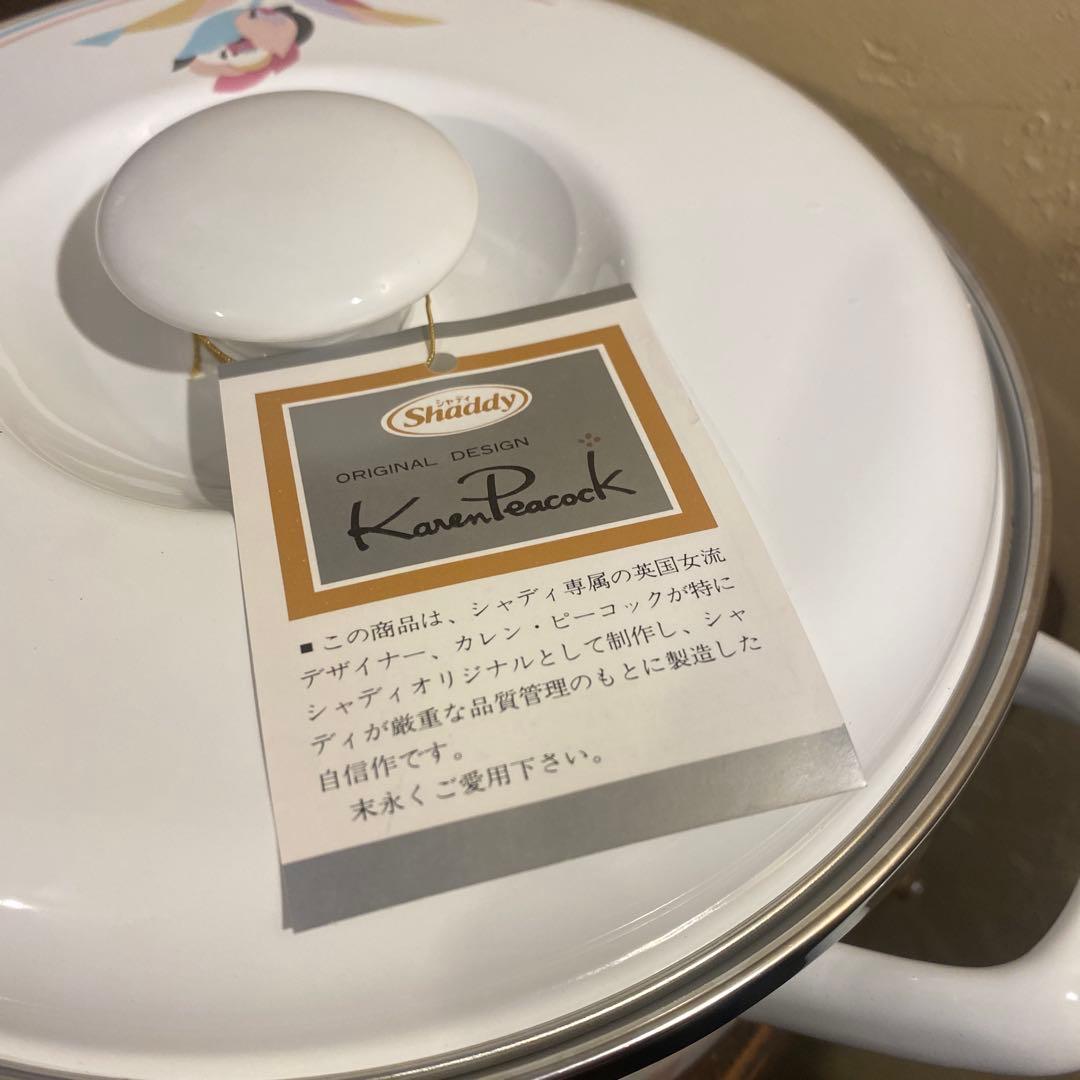 シャディ
Shaddy
ORIGINAL DESIGN
Karen Peacock
■この商品は、シャディ専属の英国女流
デザイナー、カレン・ピーコックが特に
シャディオリジナルとして制作し、シャ
ディが厳重な品質管理のもとに製造した
自信作です。
末永くご愛用下さい。